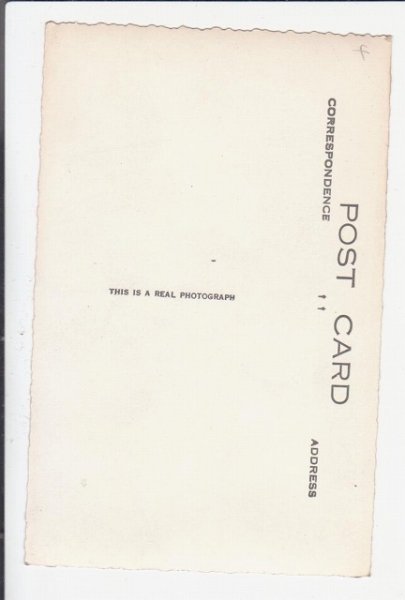 POST CARD
CORRESPONDENCE
ADDRESS
THIS IS A REAL PHOTOGRAPH